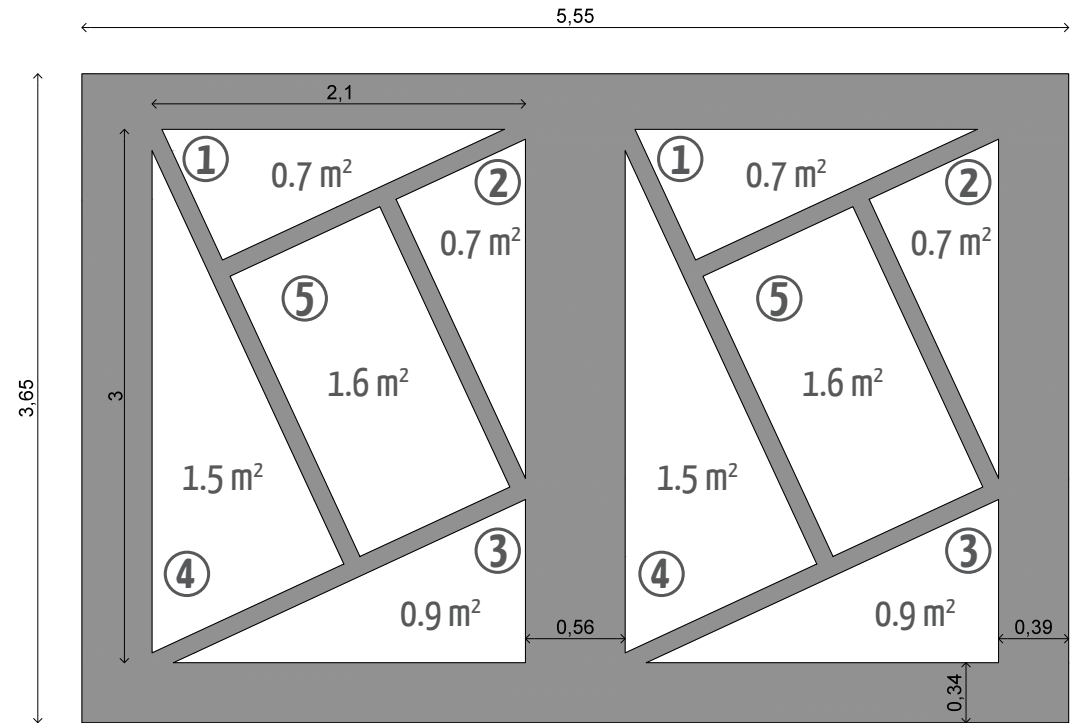 5,55
2,1
① ①
0.7 m² 0.7 m²
② ②
0.7 m² 0.7 m²
⑤ ⑤
3,65
3
1.6 m² 1.6 m²
1.5 m² 1.5 m²
③ ③
④ ④
0.9 m² 0.9 m²
0,56
0,39
0,34